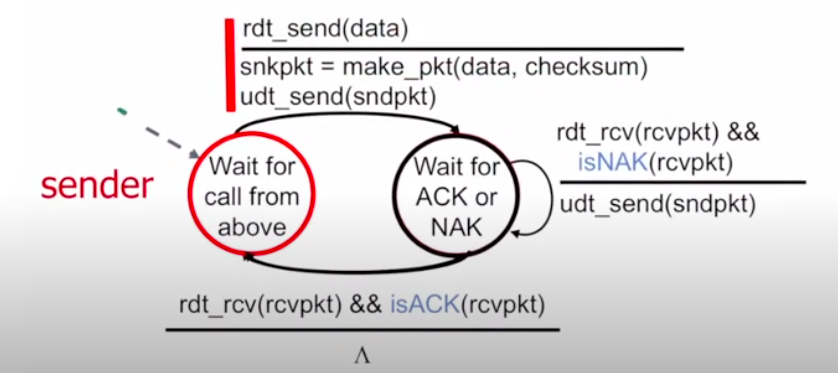 rdt_send(data)
snkpkt = make_pkt(data, checksum)
udt_send(sndpkt)
sender
Wait for
call from
above
Wait for
ACK or
NAK
rdt_rcv(rcvpkt) &&
isNAK(rcvpkt)
udt_send(sndpkt)
rdt_rcv(rcvpkt) && isACK(rcvpkt)
Λ